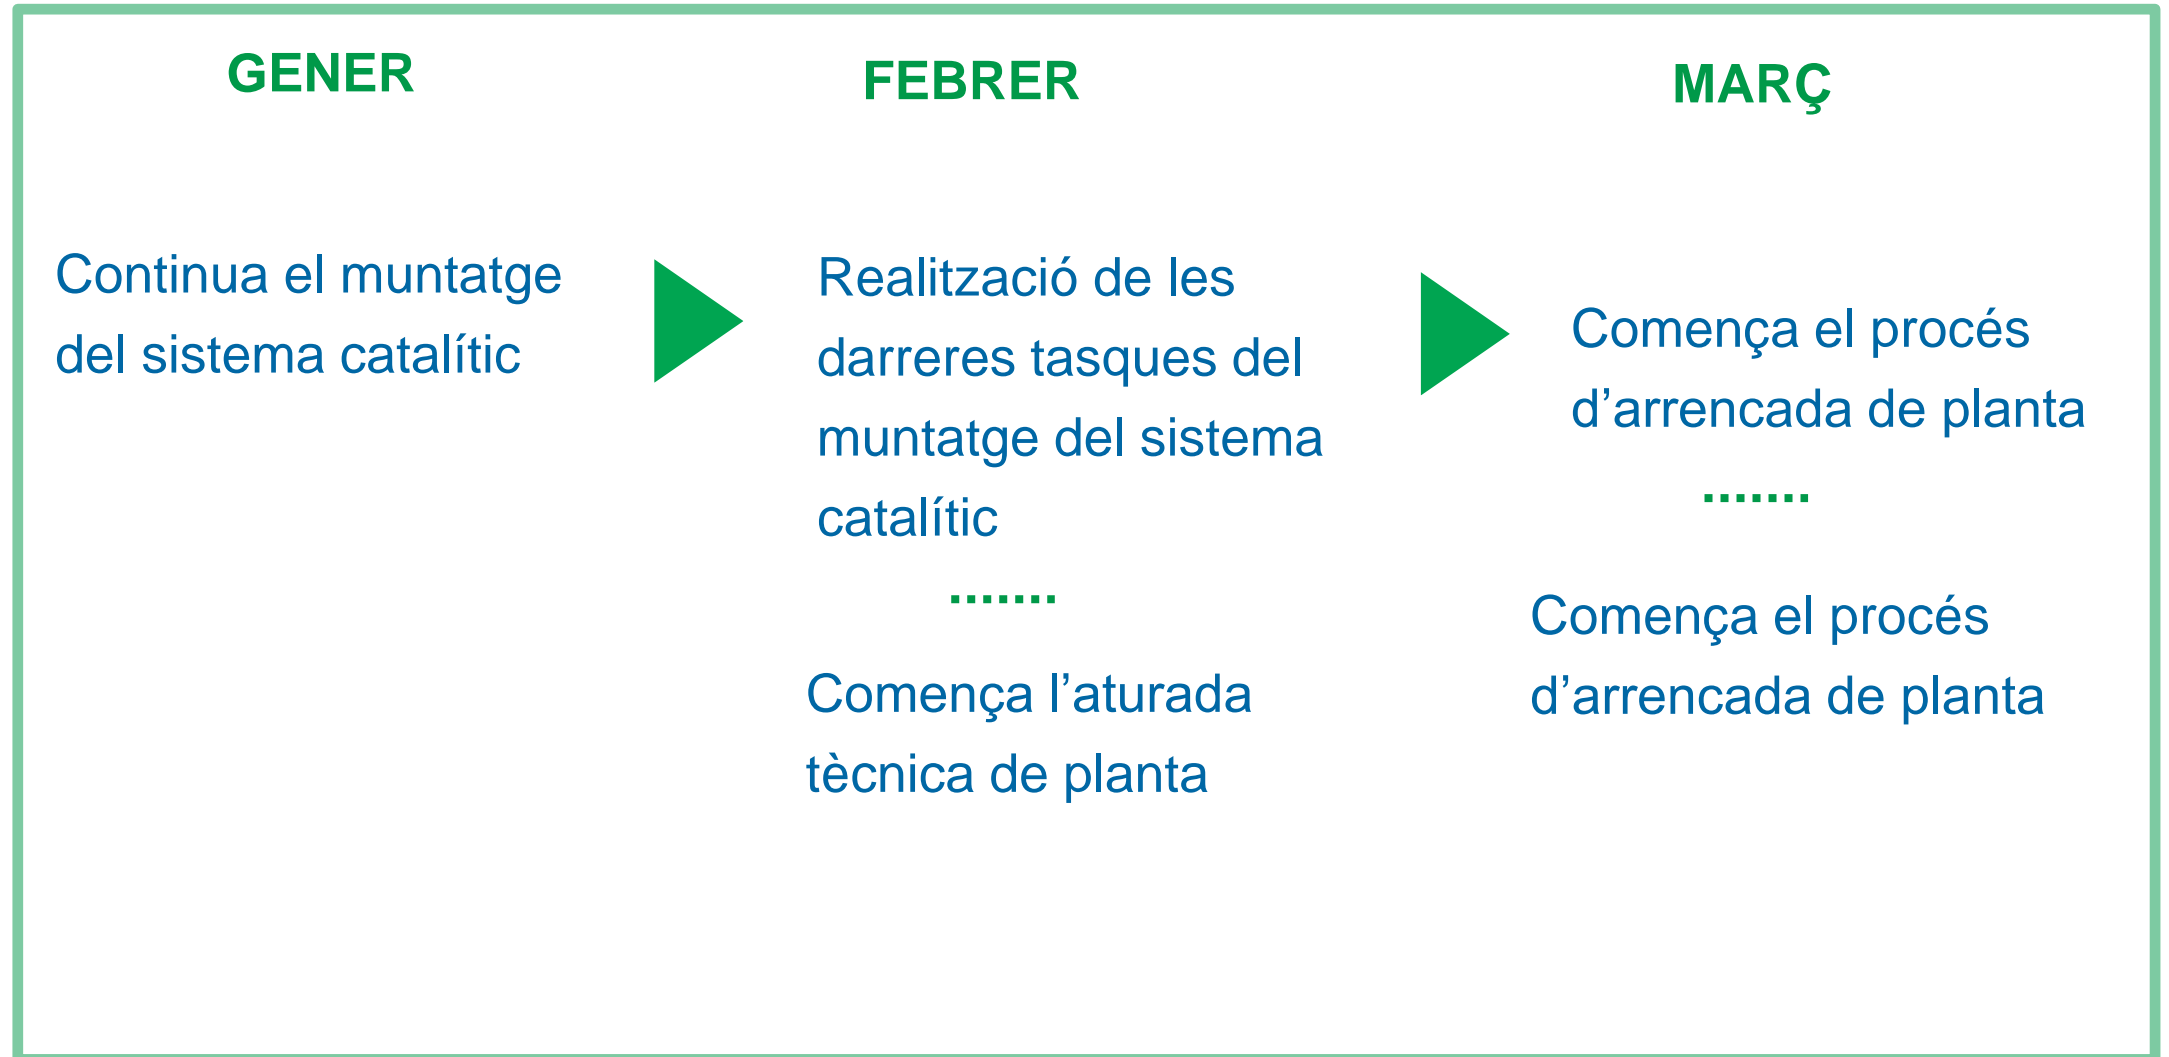 GENER
Continua el muntatge
del sistema catalític
FEBRER
Realització de les
darreres tasques del
muntatge del sistema
catalític
.......
Comença l’aturada
tècnica de planta
MARÇ
Comença el procés
d’arrencada de planta
.......
Comença el procés
d’arrencada de planta